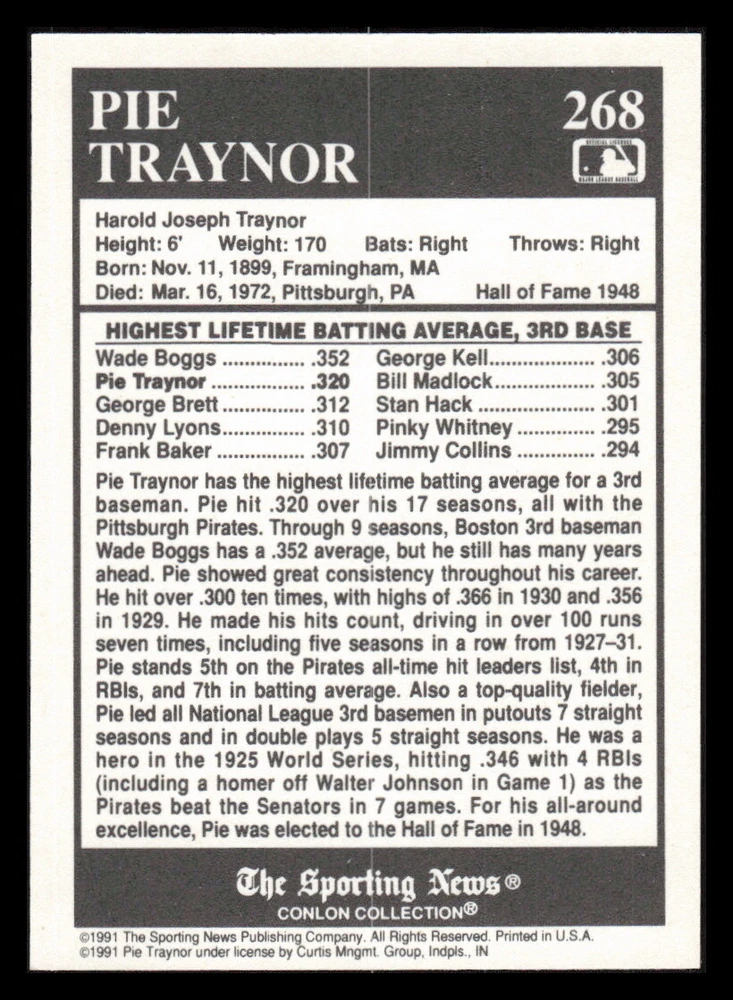 PIE
TRAYNOR
268
OFFICIAL LICENSEE
MAJOR LEAGUE BASEBALL
Harold Joseph Traynor
Height: 6' Weight: 170 Bats: Right Throws: Right
Born: Nov. 11, 1899, Framingham, MA
Died: Mar. 16, 1972, Pittsburgh, PA Hall of Fame 1948
HIGHEST LIFETIME BATTING AVERAGE, 3RD BASE
Wade Boggs ............... .352 George Kell.................. .306
Pie Traynor ................. .320 Bill Madlock................. .305
George Brett............... .312 Stan Hack .................... .301
Denny Lyons............... .310 Pinky Whitney ............. .295
Frank Baker ................ .307 Jimmy Collins .............. .294
Pie Traynor has the highest lifetime batting average for a 3rd
baseman. Pie hit .320 over his 17 seasons, all with the
Pittsburgh Pirates. Through 9 seasons, Boston 3rd baseman
Wade Boggs has a .352 average, but he still has many years
ahead. Pie showed great consistency throughout his career.
He hit over .300 ten times, with highs of .366 in 1930 and .356
in 1929. He made his hits count, driving in over 100 runs
seven times, including five seasons in a row from 1927–31.
Pie stands 5th on the Pirates all-time hit leaders list, 4th in
RBIs, and 7th in batting average. Also a top-quality fielder,
Pie led all National League 3rd basemen in putouts 7 straight
seasons and in double plays 5 straight seasons. He was a
hero in the 1925 World Series, hitting .346 with 4 RBIs
(including a homer off Walter Johnson in Game 1) as the
Pirates beat the Senators in 7 games. For his all-around
excellence, Pie was elected to the Hall of Fame in 1948.
The Sporting News®
CONLON COLLECTION®
©1991 The Sporting News Publishing Company. All Rights Reserved. Printed in U.S.A.
©1991 Pie Traynor under license by Curtis Mngmt. Group, Indpls., IN